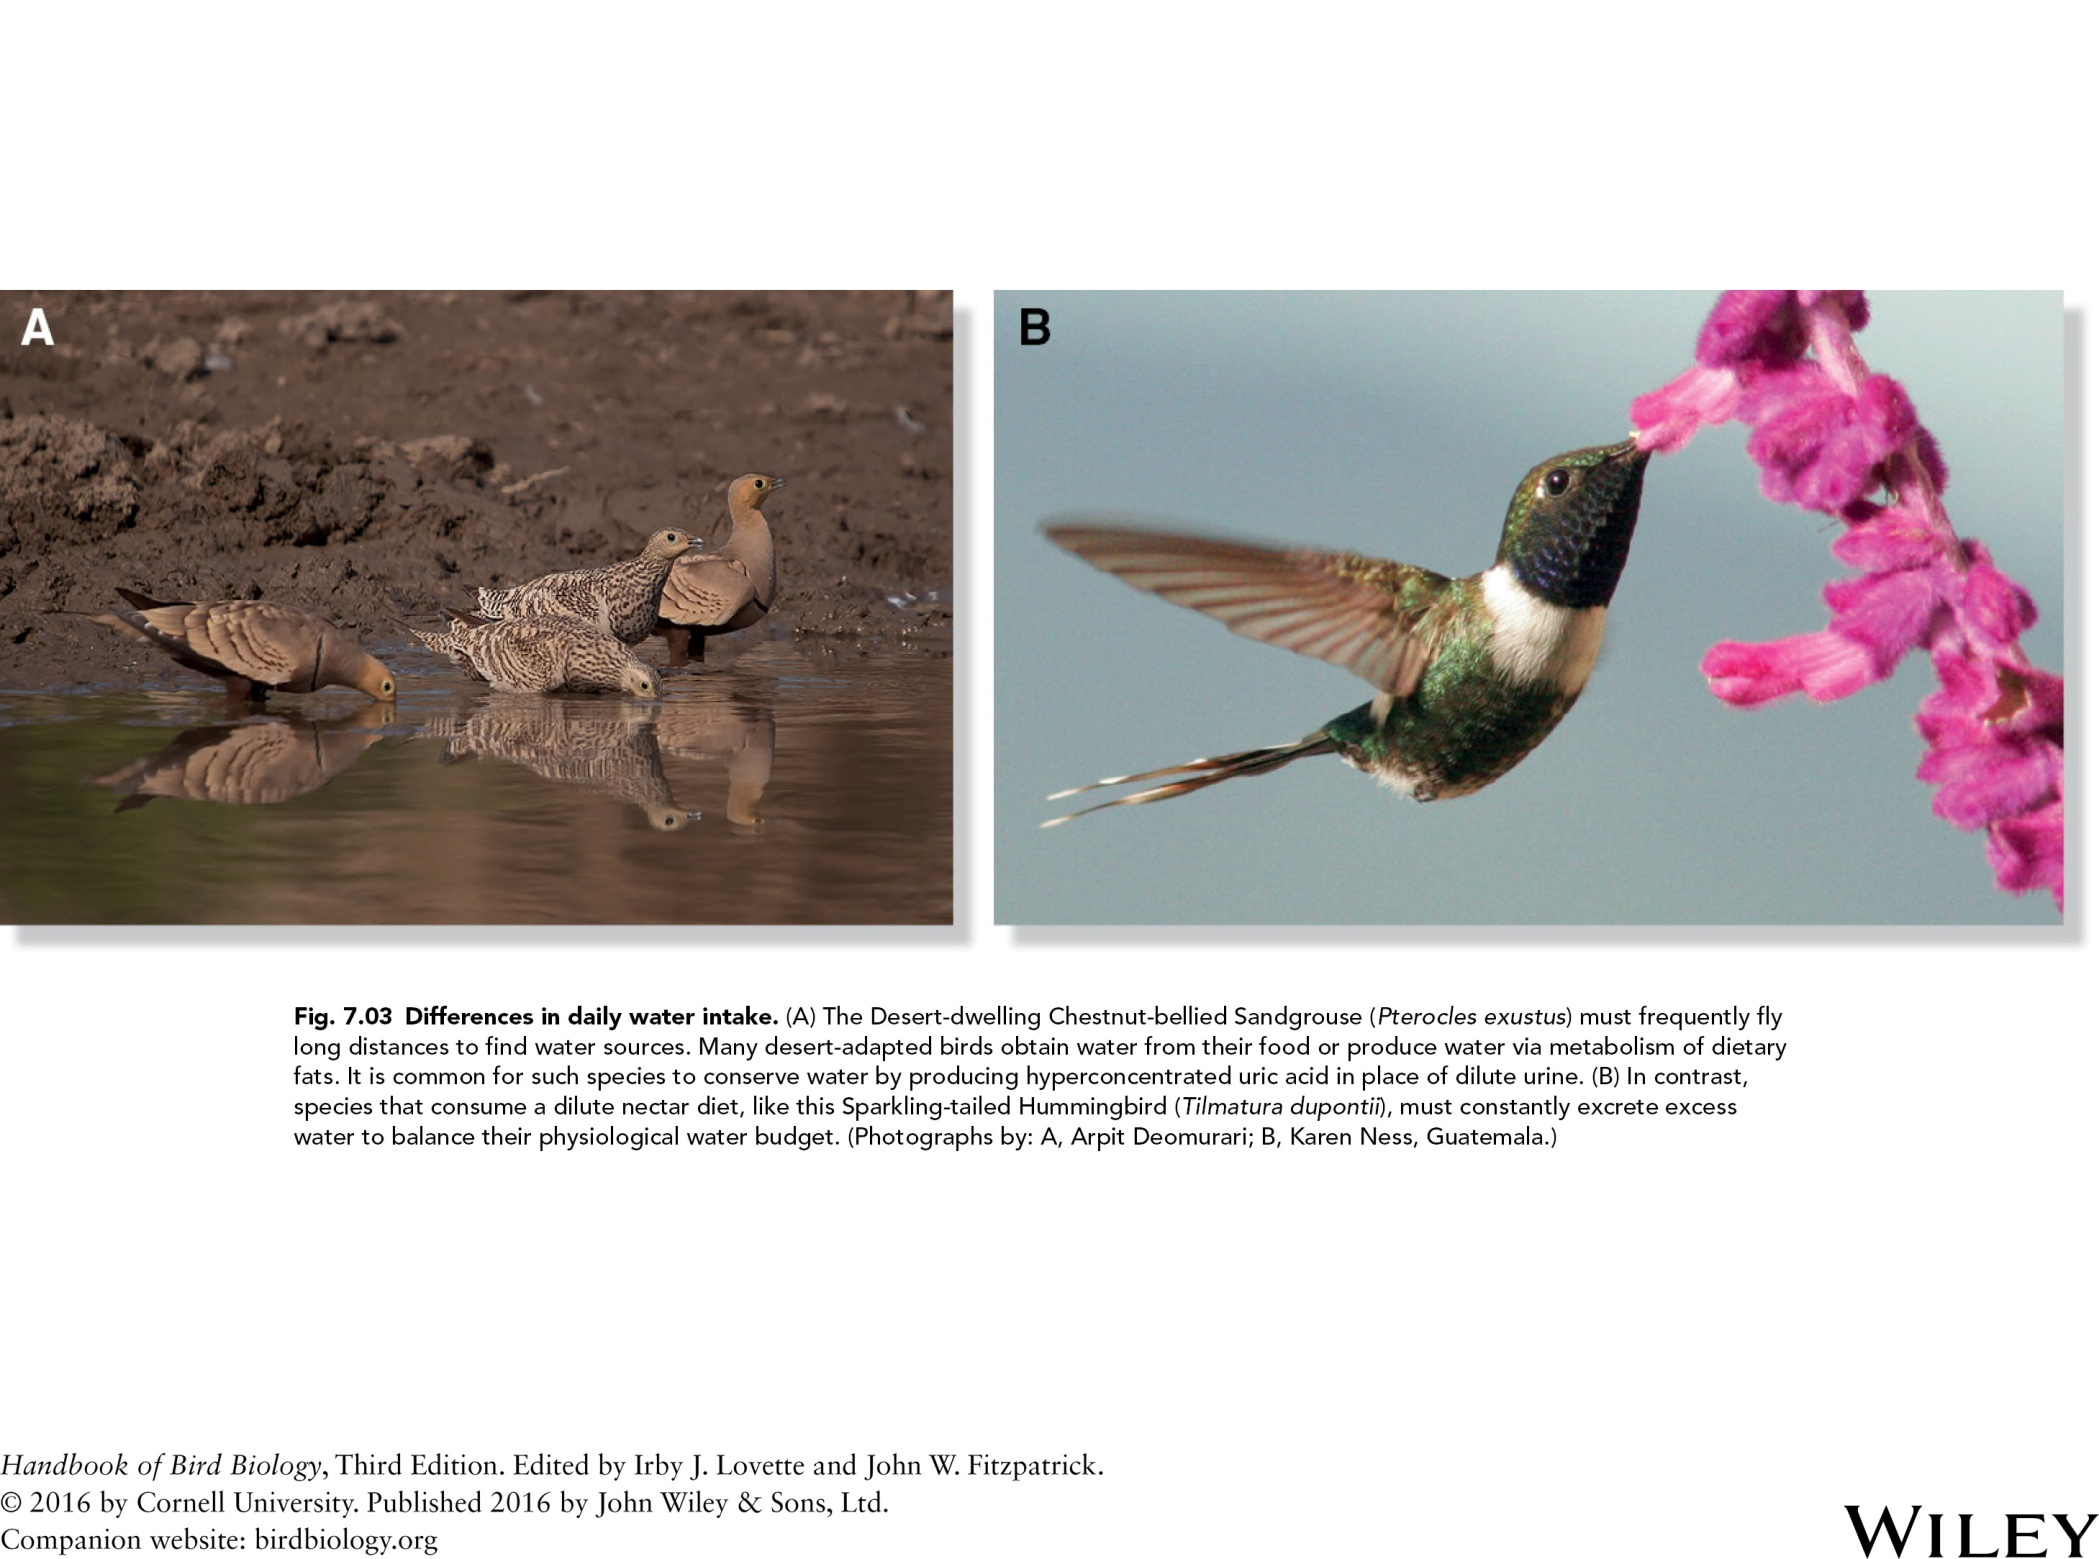 A
B
Fig. 7.03 Differences in daily water intake. (A) The Desert-dwelling Chestnut-bellied Sandgrouse (Pterocles exustus) must frequently fly
long distances to find water sources. Many desert-adapted birds obtain water from their food or produce water via metabolism of dietary
fats. It is common for such species to conserve water by producing hyperconcentrated uric acid in place of dilute urine. (B) In contrast,
species that consume a dilute nectar diet, like this Sparkling-tailed Hummingbird (Tilmatura dupontii), must constantly excrete excess
water to balance their physiological water budget. (Photographs by: A, Arpit Deomurari; B, Karen Ness, Guatemala.)
Handbook of Bird Biology, Third Edition. Edited by Irby J. Lovette and John W. Fitzpatrick.
© 2016 by Cornell University. Published 2016 by John Wiley & Sons, Ltd.
Companion website: birdbiology.org
WILEY